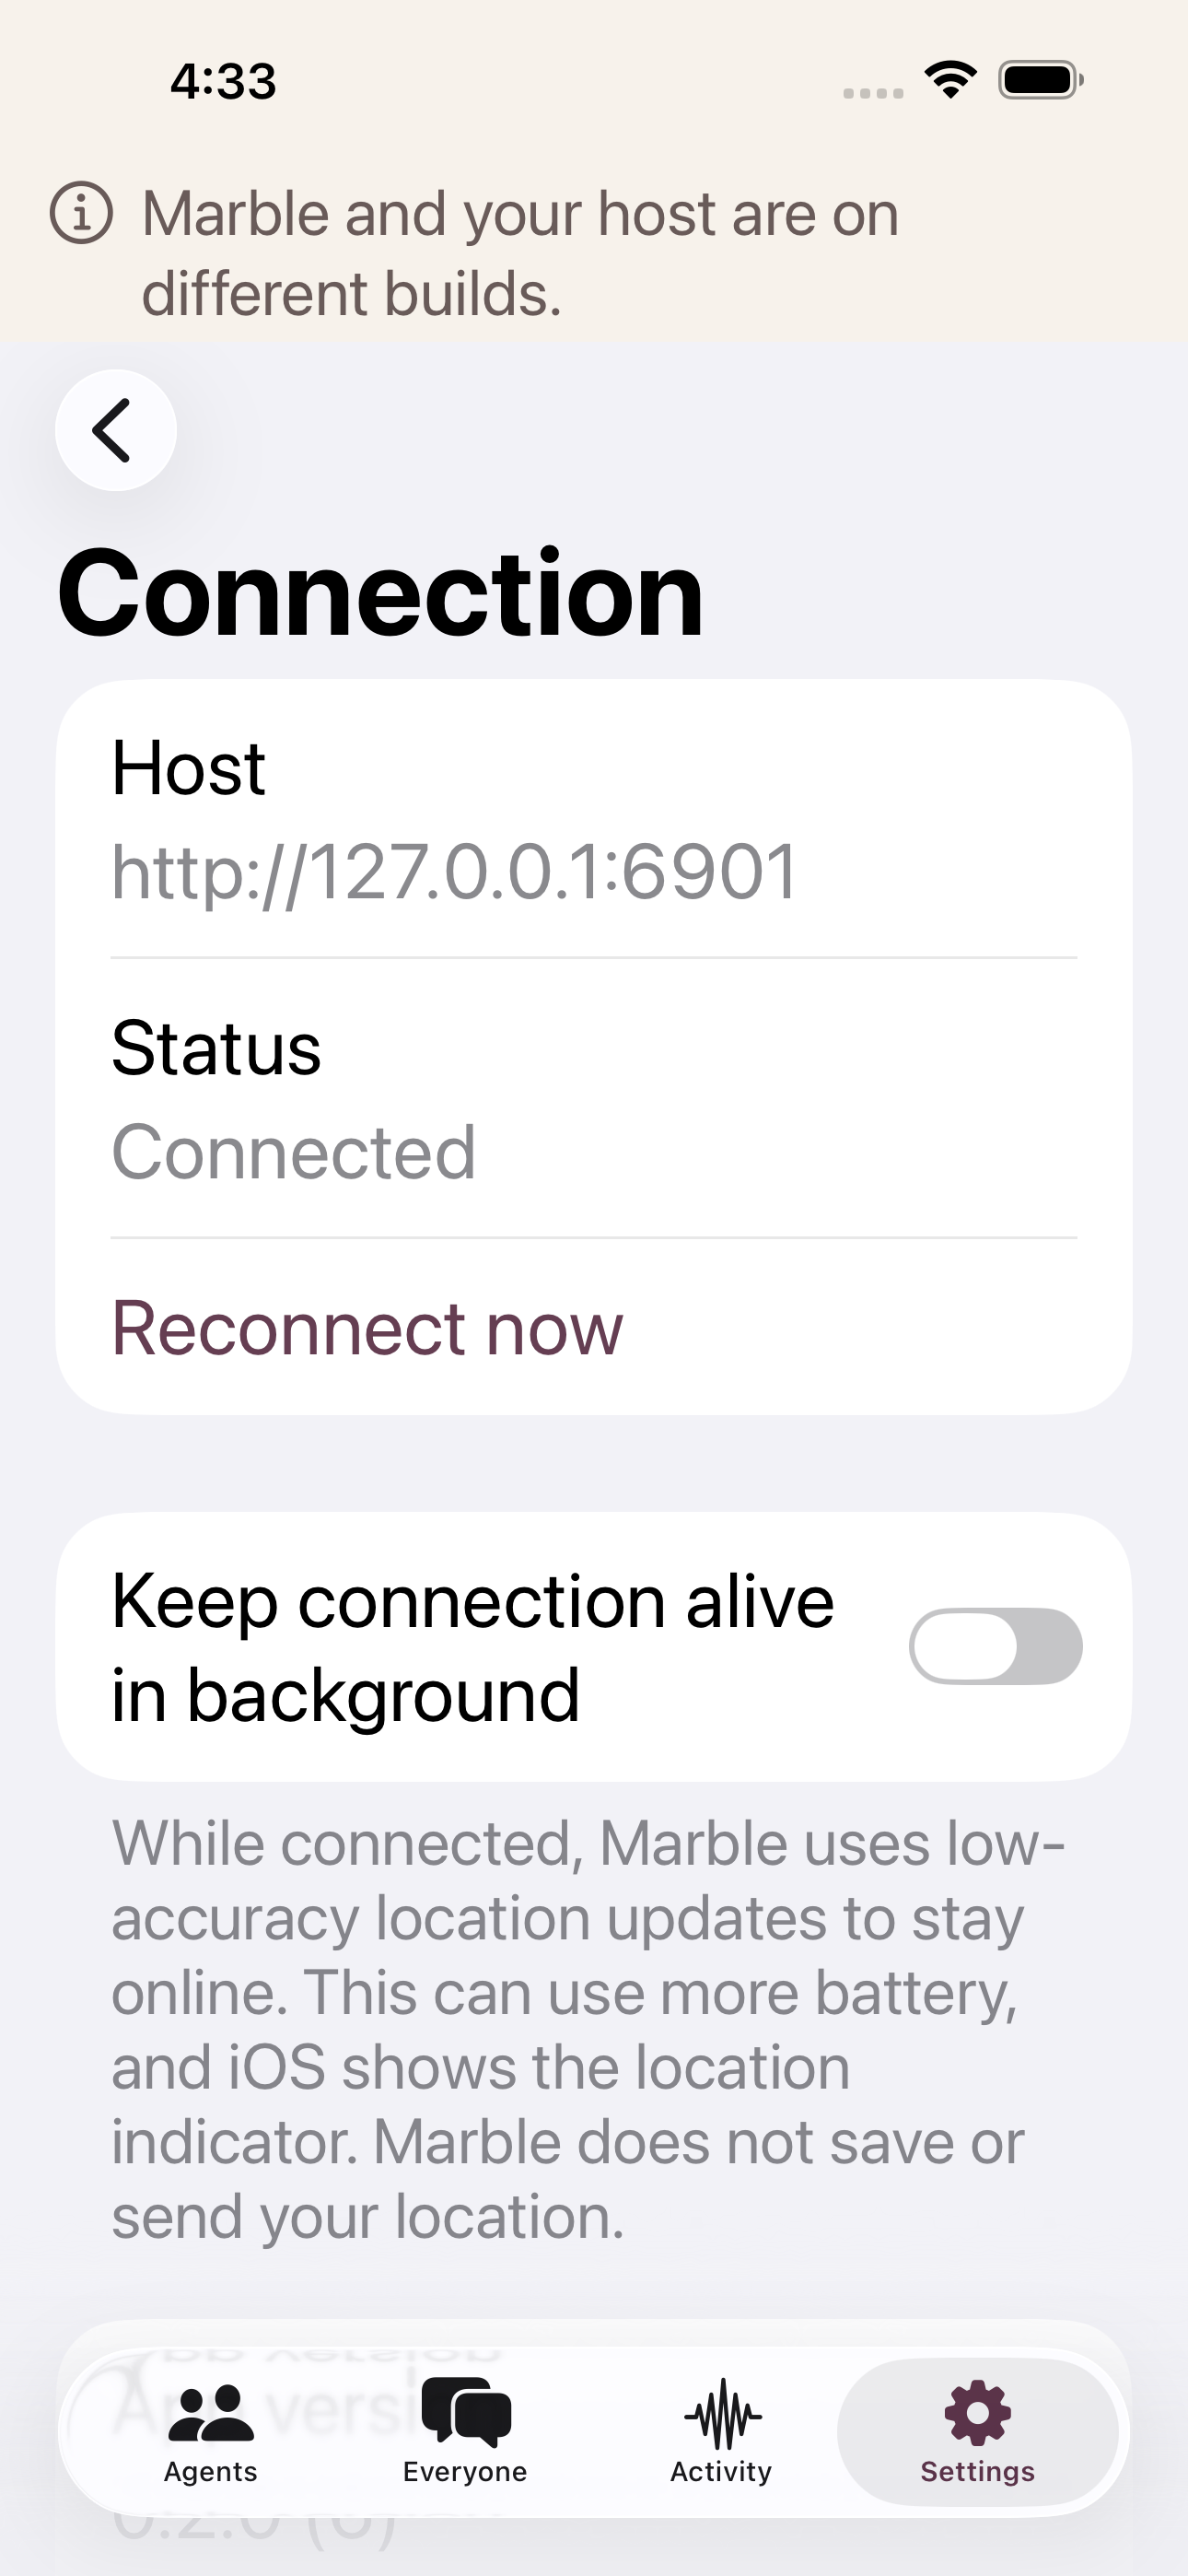 4:33
Marble and your host are on
different builds.
Connection
Host
http://127.0.0.1:6901
Status
Connected
Reconnect now
Keep connection alive
in background
While connected, Marble uses low-
accuracy location updates to stay
online. This can use more battery,
and iOS shows the location
indicator. Marble does not save or
send your location.
Agents
Everyone
Activity
Settings